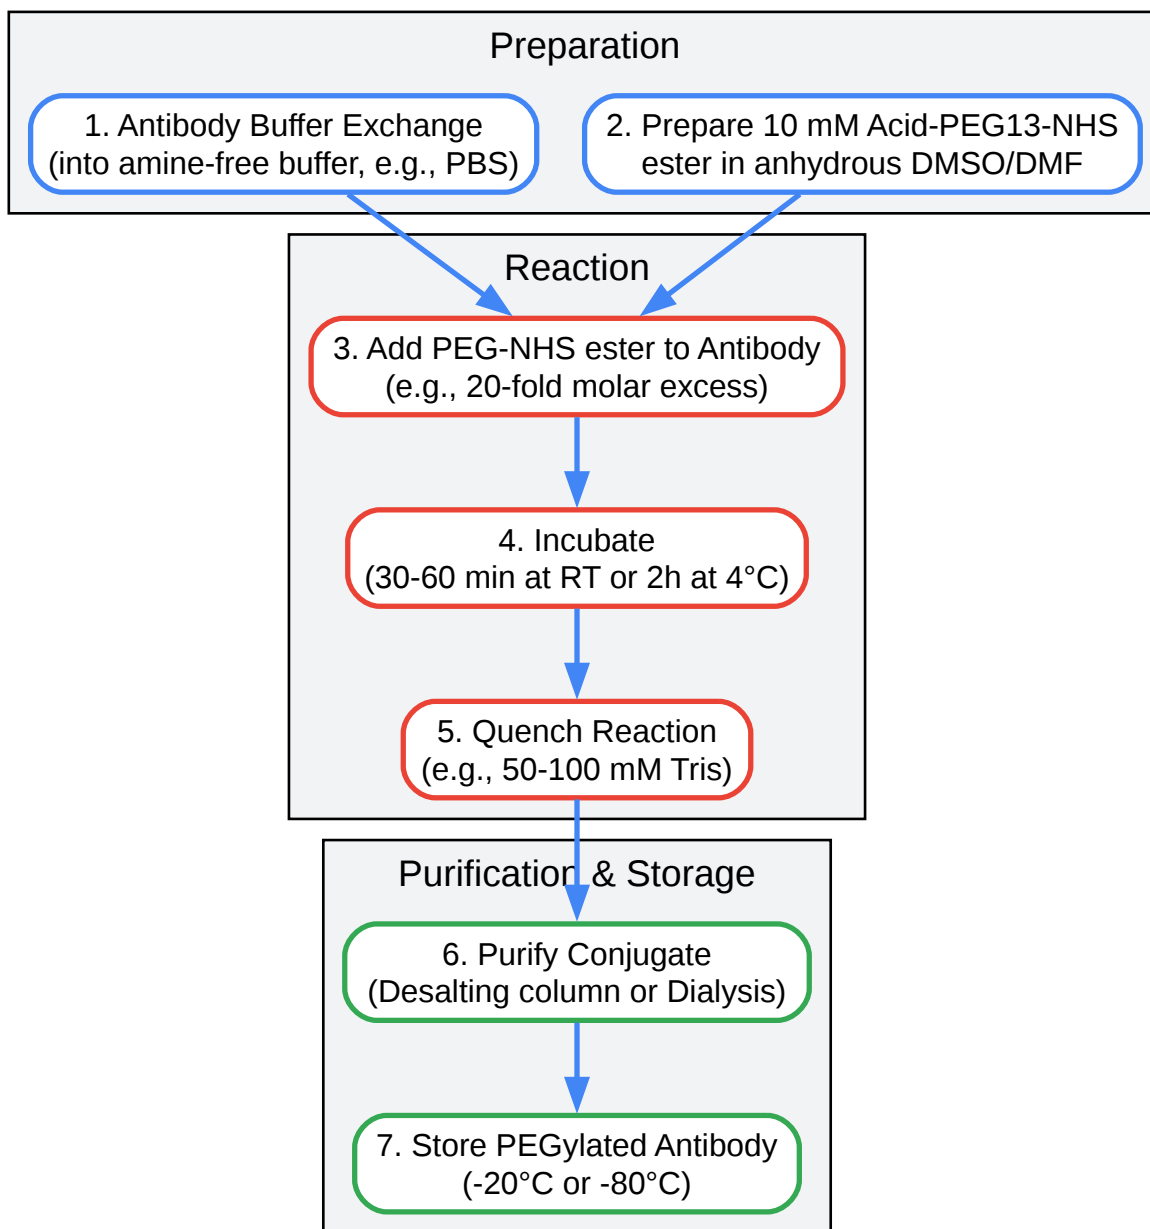 Preparation
1. Antibody Buffer Exchange
(into amine-free buffer, e.g., PBS)
2. Prepare 10 mM Acid-PEG13-NHS
ester in anhydrous DMSO/DMF
Reaction
3. Add PEG-NHS ester to Antibody
(e.g., 20-fold molar excess)
4. Incubate
(30-60 min at RT or 2h at 4°C)
5. Quench Reaction
(e.g., 50-100 mM Tris)
Purification & Storage
6. Purify Conjugate
(Desalting column or Dialysis)
7. Store PEGylated Antibody
(-20°C or -80°C)